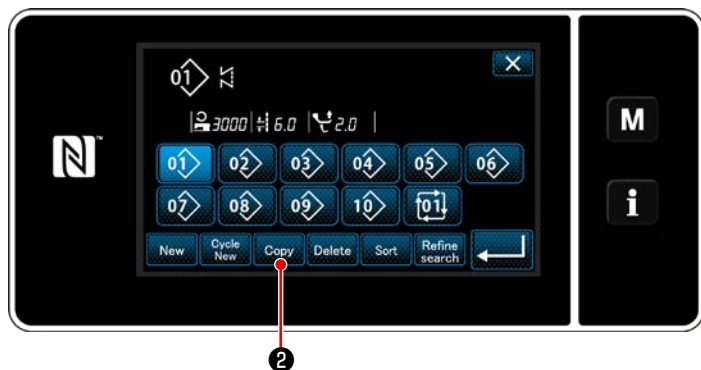 01
3000 6.0 2.0
01 02 03 04 05 06
07 08 09 10 01
New Cycle New Copy Delete Sort Refine search
M
i
N
2